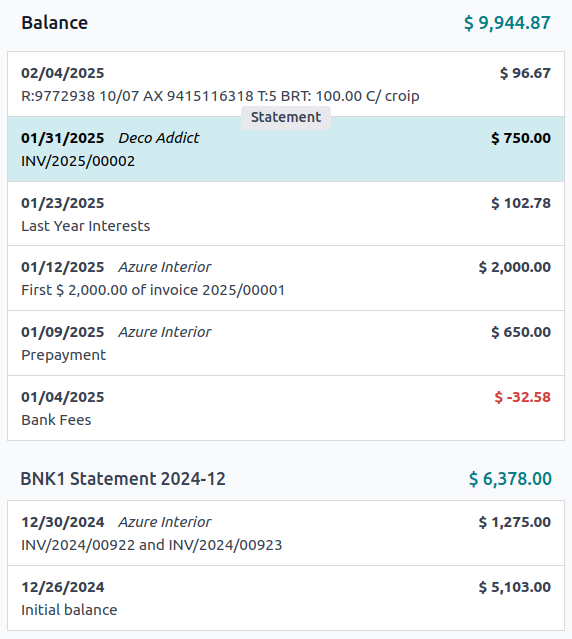 Balance $ 9,944.87
02/04/2025 $ 96.67
R:9772938 10/07 AX 9415116318 T:5 BRT: 100.00 C/ croip
Statement
01/31/2025 Deco Addict $ 750.00
INV/2025/00002
01/23/2025 $ 102.78
Last Year Interests
01/12/2025 Azure Interior $ 2,000.00
First $ 2,000.00 of invoice 2025/00001
01/09/2025 Azure Interior $ 650.00
Prepayment
01/04/2025 $ -32.58
Bank Fees
BNK1 Statement 2024-12 $ 6,378.00
12/30/2024 Azure Interior $ 1,275.00
INV/2024/00922 and INV/2024/00923
12/26/2024 $ 5,103.00
Initial balance